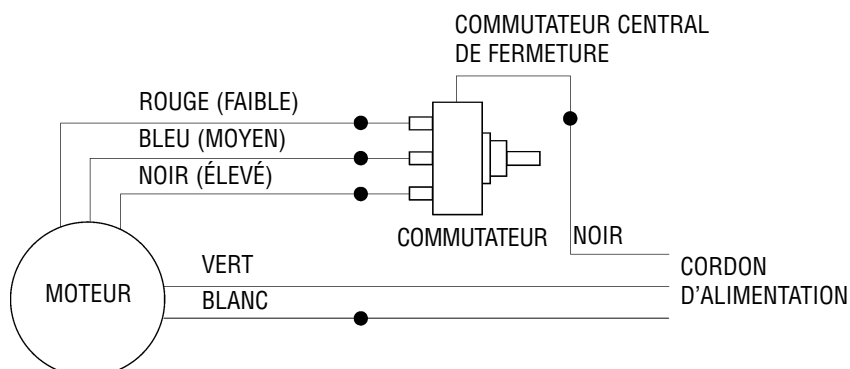 COMMUTATEUR CENTRAL
DE FERMETURE
ROUGE (FAIBLE)
BLEU (MOYEN)
NOIR (ÉLEVÉ)
COMMUTATEUR
NOIR
VERT
CORDON
D'ALIMENTATION
MOTEUR
BLANC